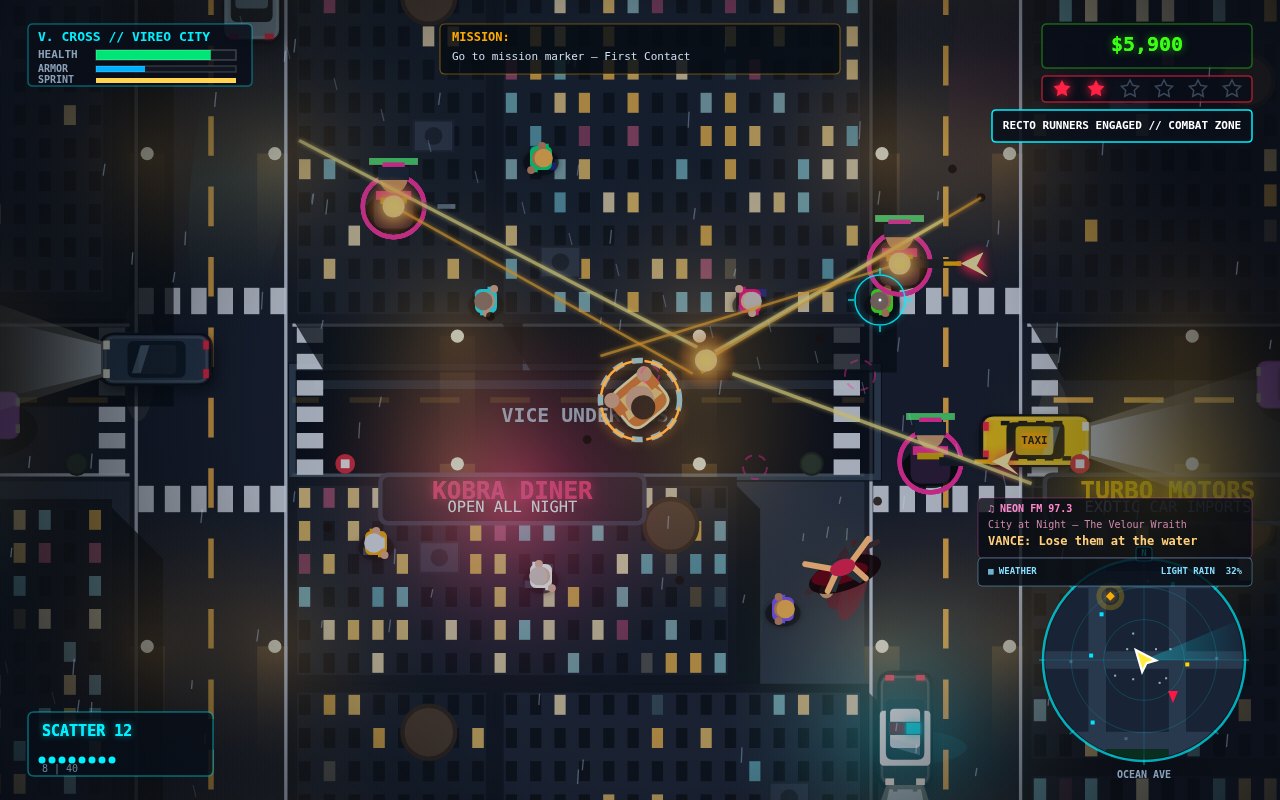 V. CROSS // VIREO CITY
HEALTH
ARMOR
SPRINT
MISSION:
Go to mission marker — First Contact
$5,900
RECTO RUNNERS ENGAGED // COMBAT ZONE
VICE UNDE
TAXI
KOBRA DINER
OPEN ALL NIGHT
TURBO MOTORS
EXOTIC CAR IMPORTS
♫ NEON FM 97.3
City at Night — The Velour Wraith
VANCE: Lose them at the water
■ WEATHER LIGHT RAIN 32%
N
SCATTER 12
8 | 40
OCEAN AVE